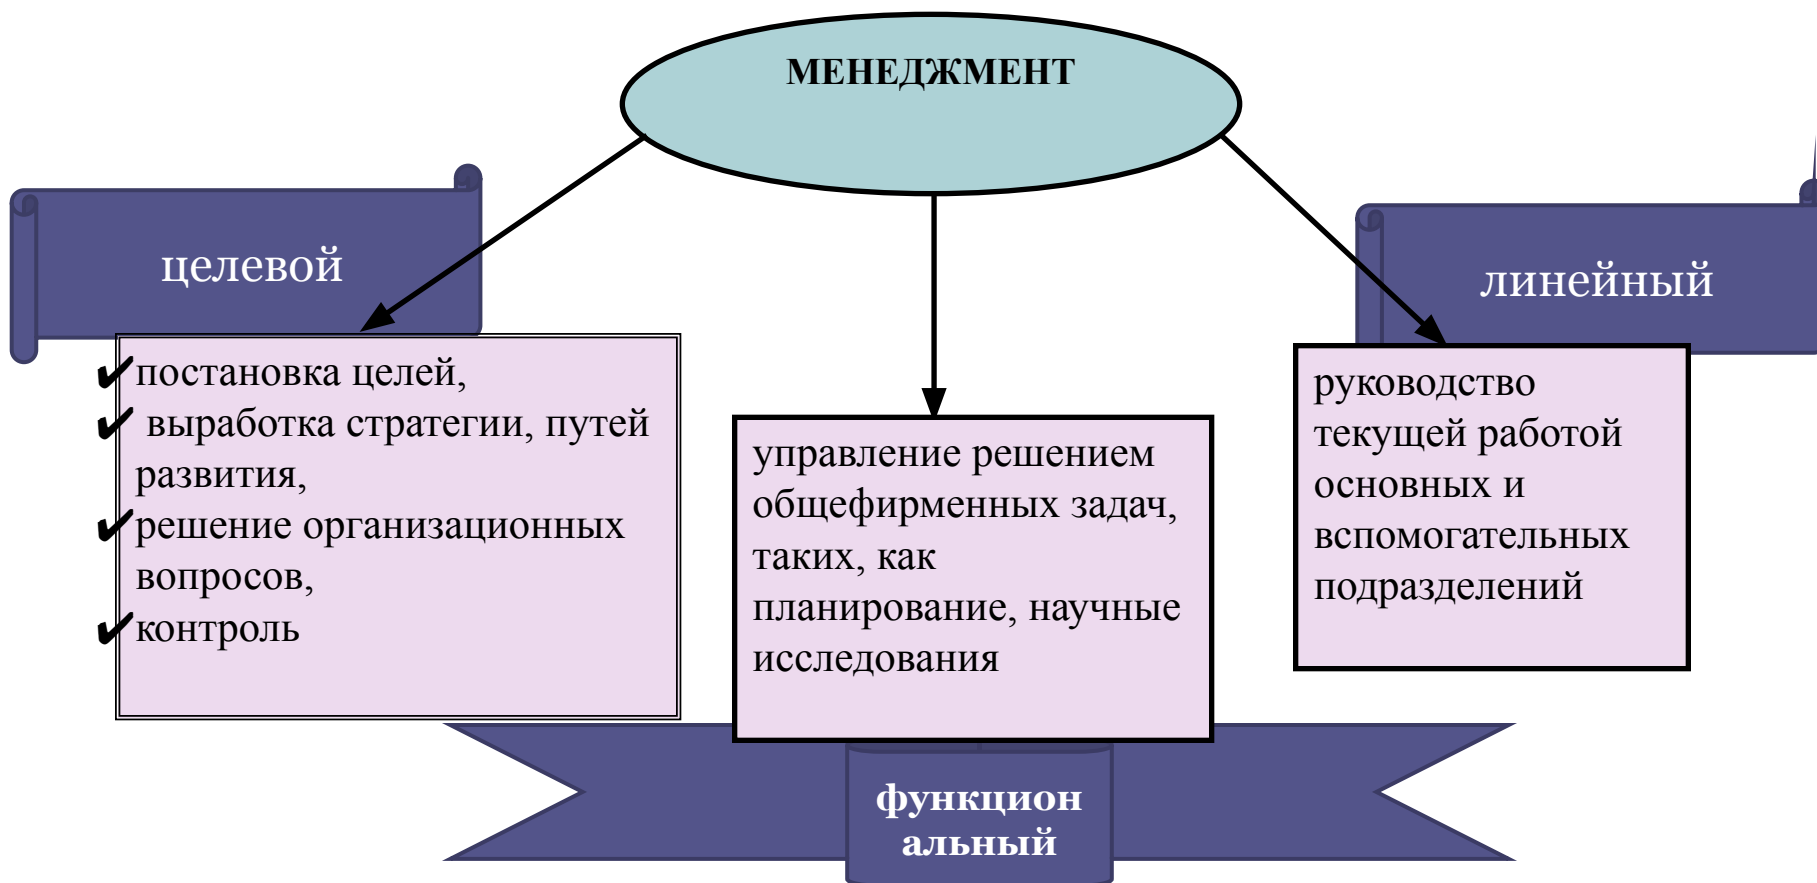 МЕНЕДЖМЕНТ
целевой
✔постановка целей,
✔ выработка стратегии, путей
развития,
✔решение организационных
вопросов,
✔контроль
управление решением
общефирменных задач,
таких, как
планирование, научные
исследования
функцион
альный
линейный
руководство
текущей работой
основных и
вспомогательных
подразделений